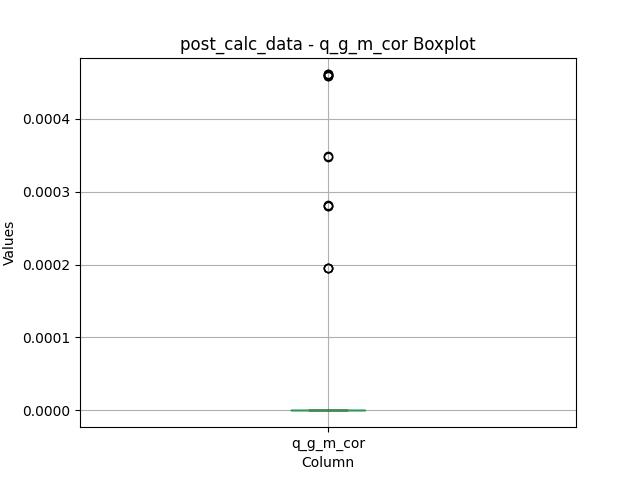 post_calc_data - q_g_m_cor Boxplot
0.0004
0.0003
0.0002
0.0001
0.0000
Values
q_g_m_cor
Column